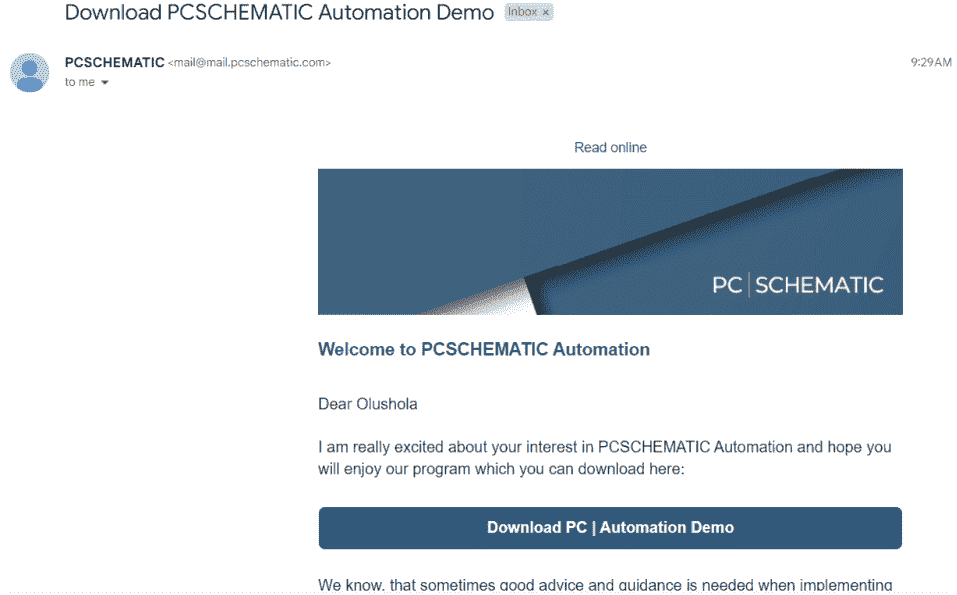 Download PCSCHEMATIC Automation Demo Inbox ×
PCSCHEMATIC <mail@mail.pcschematic.com> 9:29AM
to me
Read online
PC | SCHEMATIC
Welcome to PCSCHEMATIC Automation
Dear Olushola
I am really excited about your interest in PCSCHEMATIC Automation and hope you
will enjoy our program which you can download here:
Download PC | Automation Demo
We know, that sometimes good advice and guidance is needed when implementing